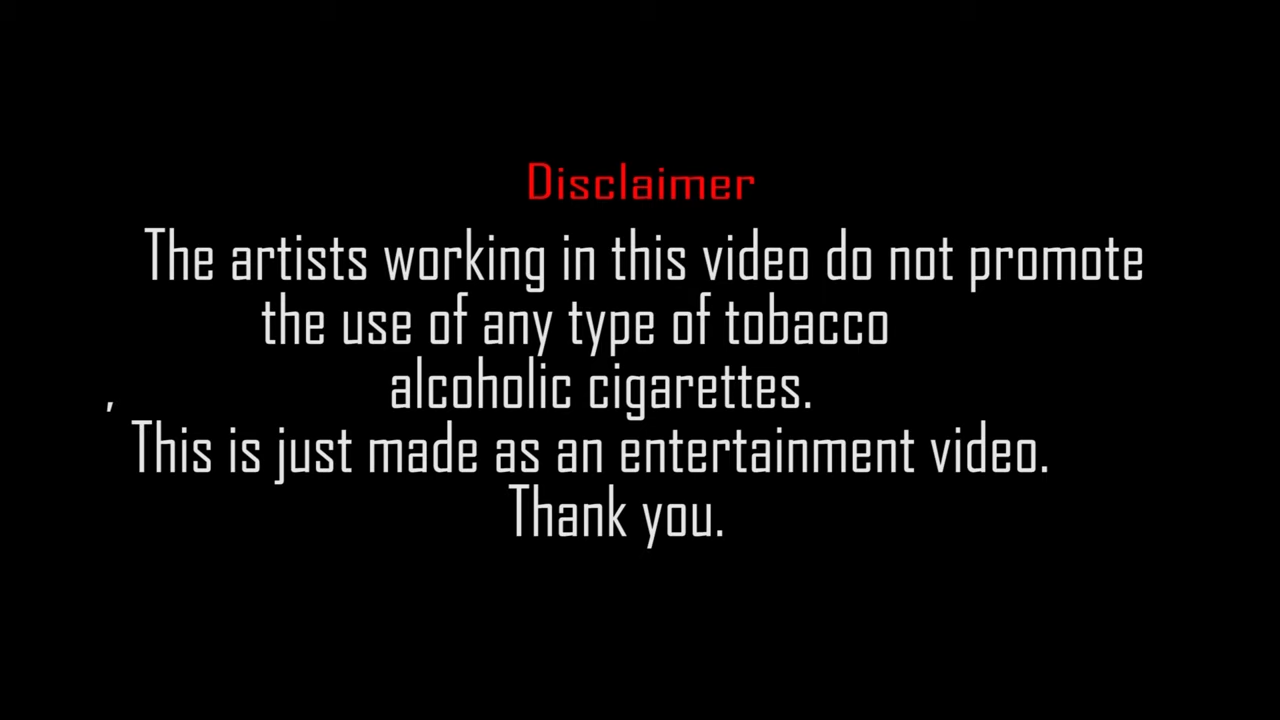 Disclaimer
The artists working in this video do not promote
the use of any type of tobacco
, alcoholic cigarettes.
This is just made as an entertainment video.
Thank you.